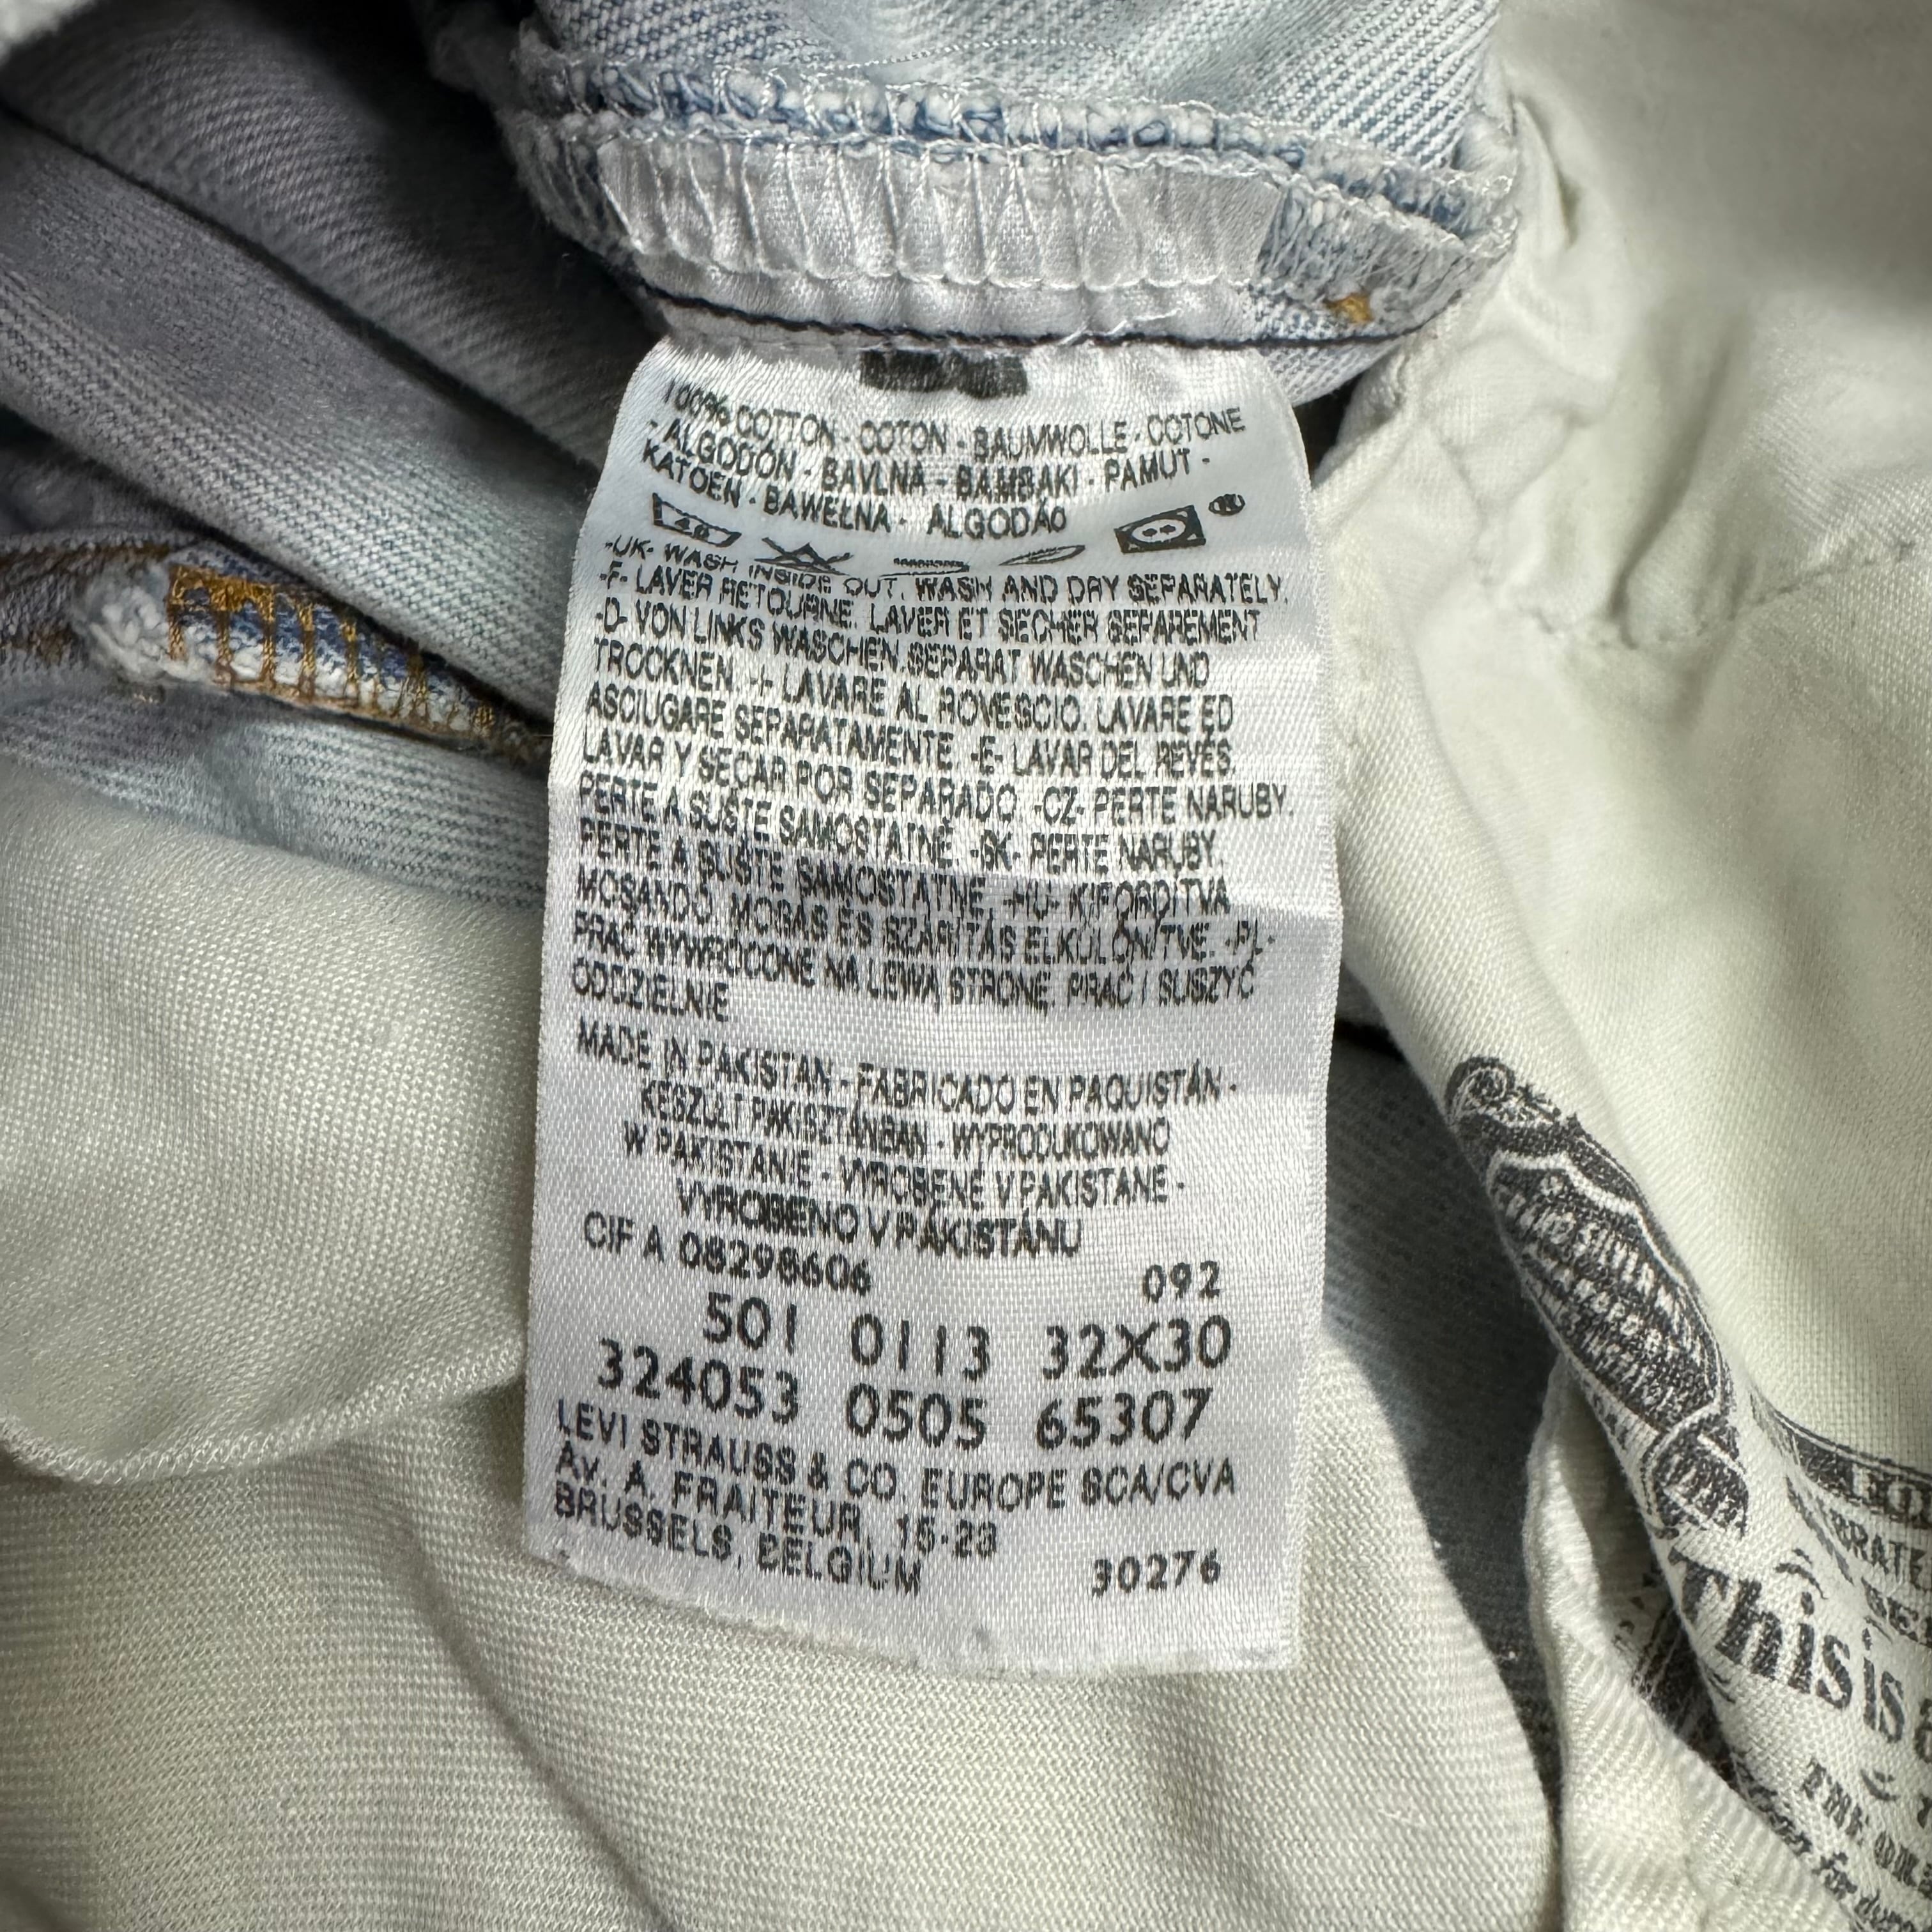 100% COTTON - COTON - BAUMWOLLE - COTONE
- ALGODÓN - BAVLNA - BAMBAKI - PAMUT -
KATOEN - BAWEŁNA - ALGODÃO
40
-UK- WASH INSIDE OUT. WASH AND DRY SEPARATELY.
-F- LAVER RETOURNE. LAVER ET SECHER SEPAREMENT
-D- VON LINKS WASCHEN. SEPARAT WASCHEN UND
TROCKNEN. -I- LAVARE AL ROVESCIO. LAVARE ED
ASCIUGARE SEPARATAMENTE. -E- LAVAR DEL REVÉS.
LAVAR Y SECAR POR SEPARADO -CZ- PERTE NARUBY.
PERTE A SUŠTE SAMOSTATNĚ. -SK- PERTE NARUBY.
PERTE A SUŠTE SAMOSTATNE. -HU- KIFORDÍTVA
MOSANDÓ. MOSÁS ÉS SZÁRÍTÁS ELKÜLÖNÍTVE. -PL-
PRAĆ WYWRÓCONE NA LEWĄ STRONĘ. PRAĆ I SUSZYĆ
ODDZIELNIE
MADE IN PAKISTAN - FABRICADO EN PAQUISTÁN -
KÉSZÜLT PAKISZTÁNBAN - WYPRODUKOWANO
W PAKISTANIE - VYROBENÉ V PAKISTANE -
VYROBENO V PÁKISTÁNU
CIF A 08298606 092
501 0113 32X30
324053 0505 65307
LEVI STRAUSS & CO. EUROPE SCA/CVA
AV. A. FRAITEUR, 15-23
BRUSSELS, BELGIUM 30276
This is
THE
for